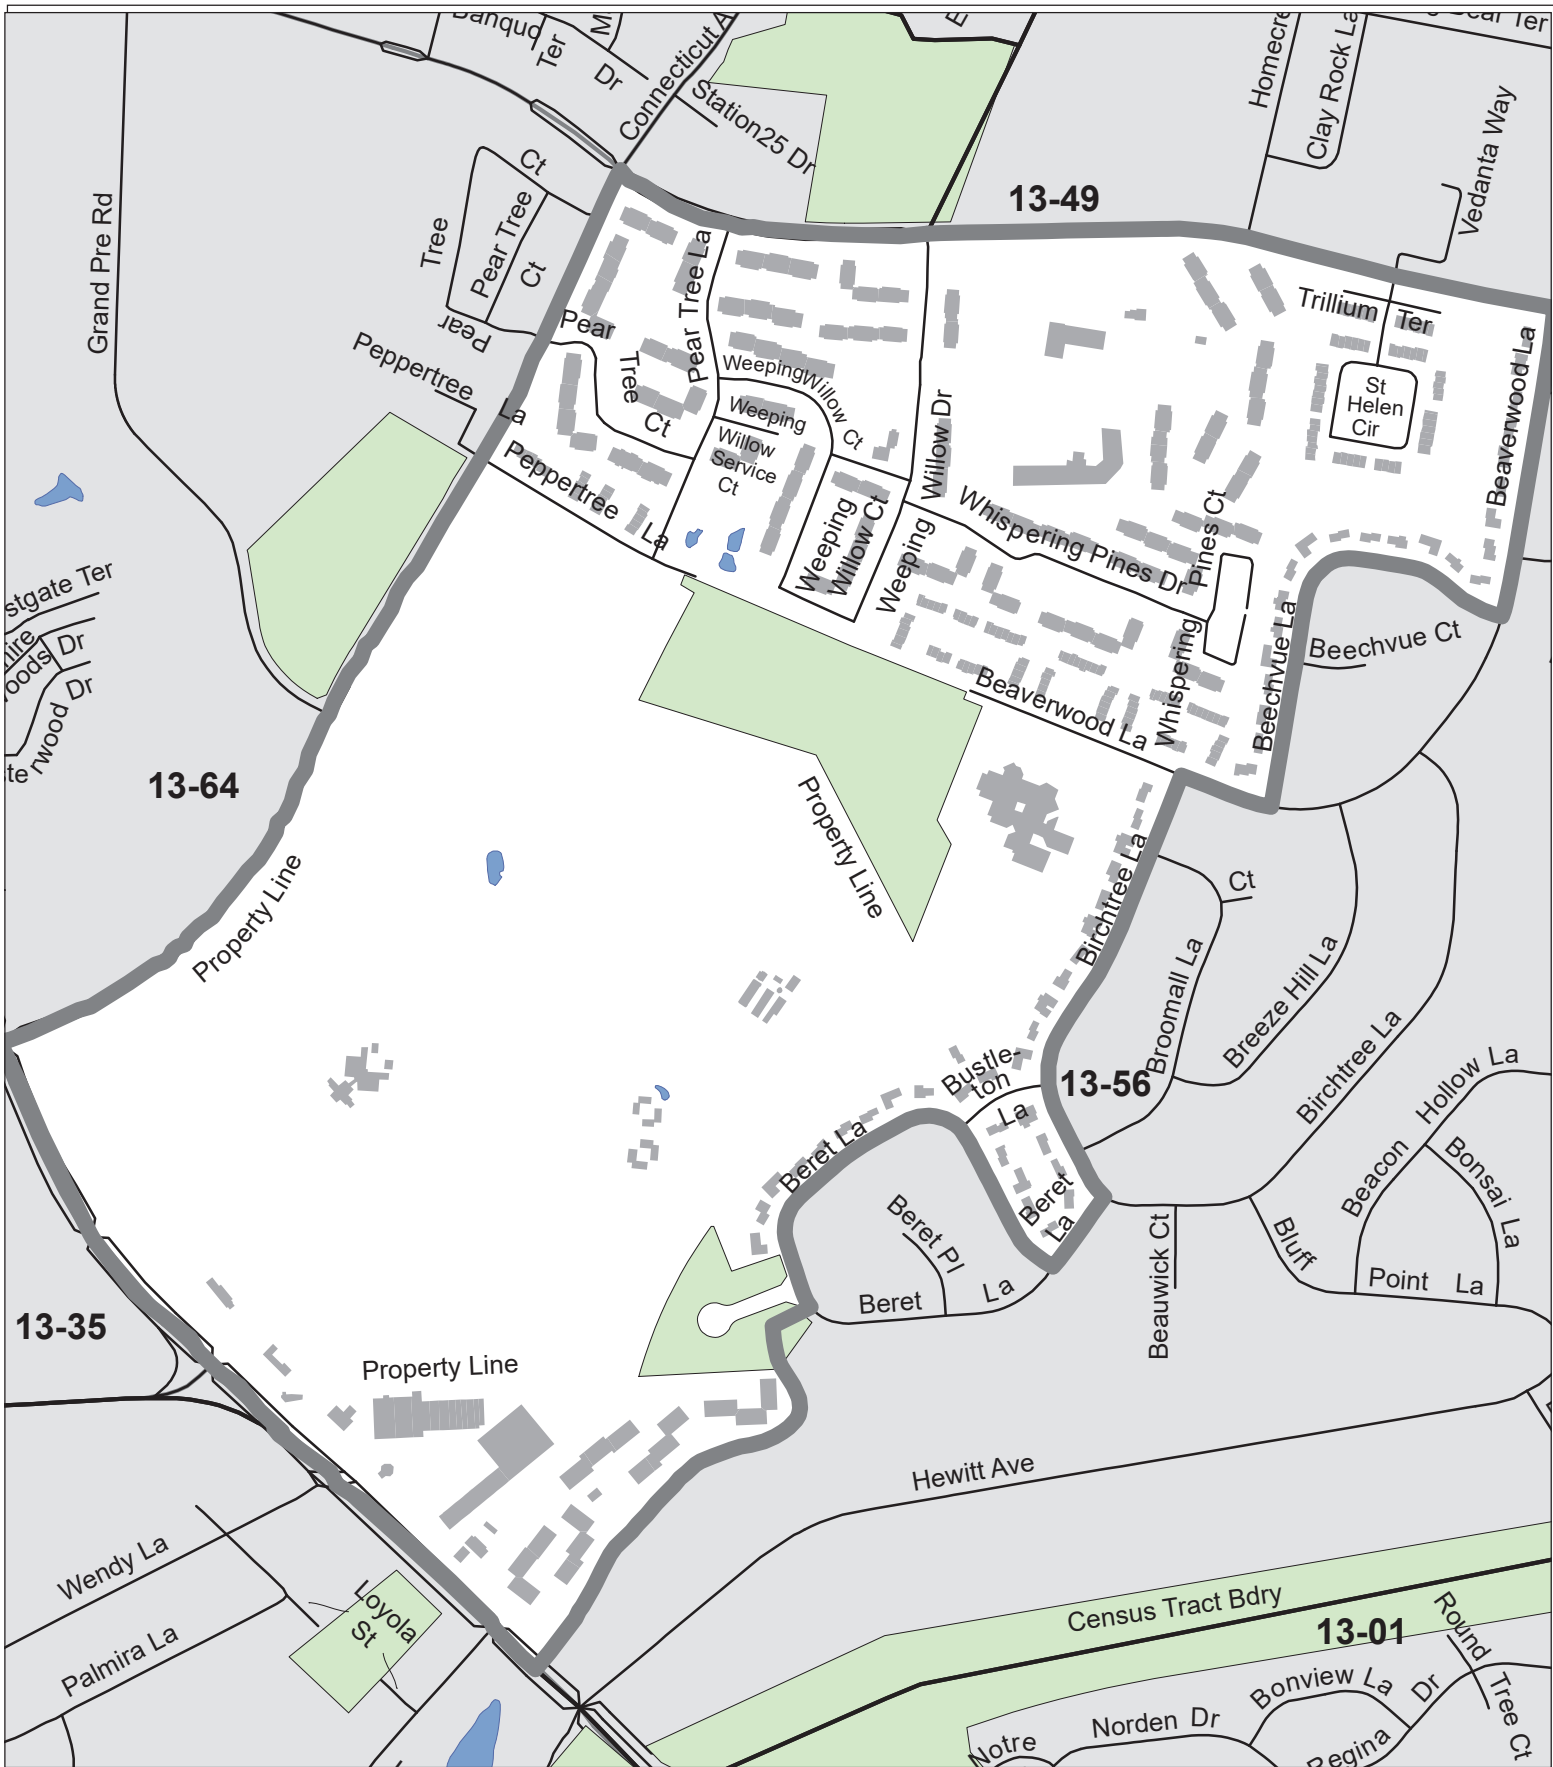 Banquo
Ter
Dr
Connecticut A
Station25 Dr
Homecre
Clay Rock La
Bear Ter
Vedanta Way
13-49
Grand Pre Rd
Ct
Tree
Pear Tree
Ct
Pear
Peppertree
La
Pear
Tree
Ct
Pear Tree La
Weeping
Willow
Ct
Weeping
Willow
Service
Ct
Peppertree
La
Willow Dr
Weeping
Willow Ct
Weeping
Whispering Pines Dr
Whispering
Pines Ct
Trillium Ter
St
Helen
Cir
Beaverwood La
Beechvue Ct
Beechvue La
Beaverwood La
stgate Ter
hire
oods Dr
Dr
rwood
ste
13-64
Property Line
Property Line
Birchtree La
Ct
Broomall La
Breeze Hill La
Birchtree La
Hollow La
Beacon
Bonsai La
Bustle-
ton
La
13-56
Beret La
Beret
La
Beret Pl
Beret La
Beauwick Ct
Bluff
Point La
13-35
Property Line
Hewitt Ave
Wendy La
Palmira La
Loyola
St
Census Tract Bdry
13-01
Round
Tree Ct
Bonview La
Dr
Regina
Norden Dr
Notre